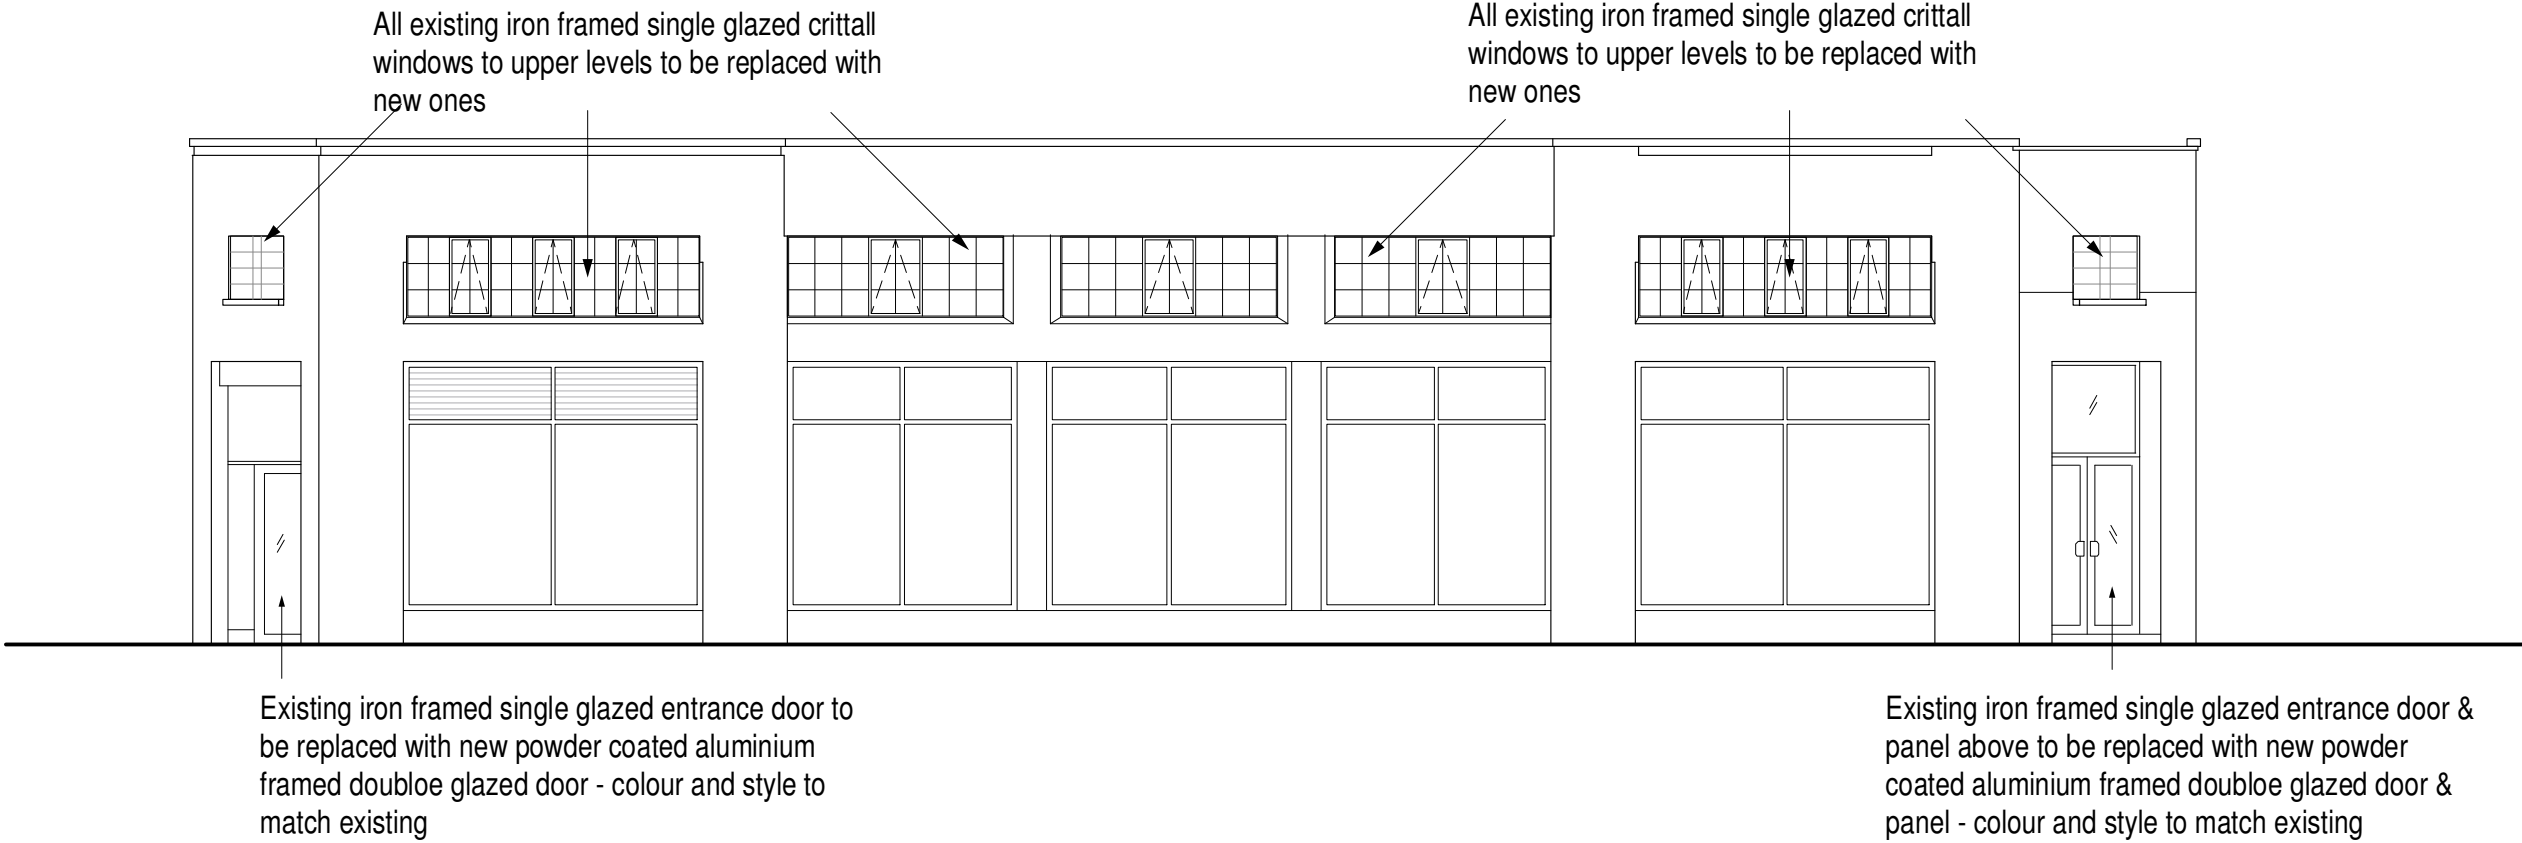 All existing iron framed single glazed crittall
windows to upper levels to be replaced with
new ones
All existing iron framed single glazed crittall
windows to upper levels to be replaced with
new ones
Existing iron framed single glazed entrance door to
be replaced with new powder coated aluminium
framed doubloe glazed door - colour and style to
match existing
Existing iron framed single glazed entrance door &
panel above to be replaced with new powder
coated aluminium framed doubloe glazed door &
panel - colour and style to match existing